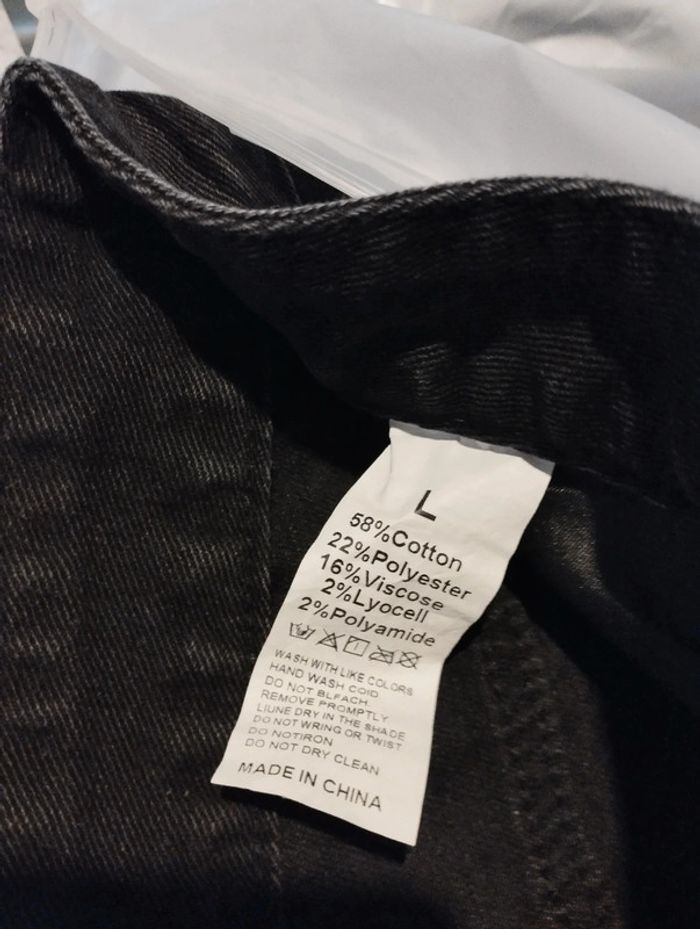 L
58%Cotton
22%Polyester
16%Viscose
2%Lyocell
2%Polyamide
WASH WITH LIKE COLORS
HAND WASH COID
DO NOT BLFACH.
REMOVE PROMPTLY
LIUNE DRY IN THE SHADE
DO NOT WRING OR TWIST
DO NOTIRON
DO NOT DRY CLEAN
MADE IN CHINA